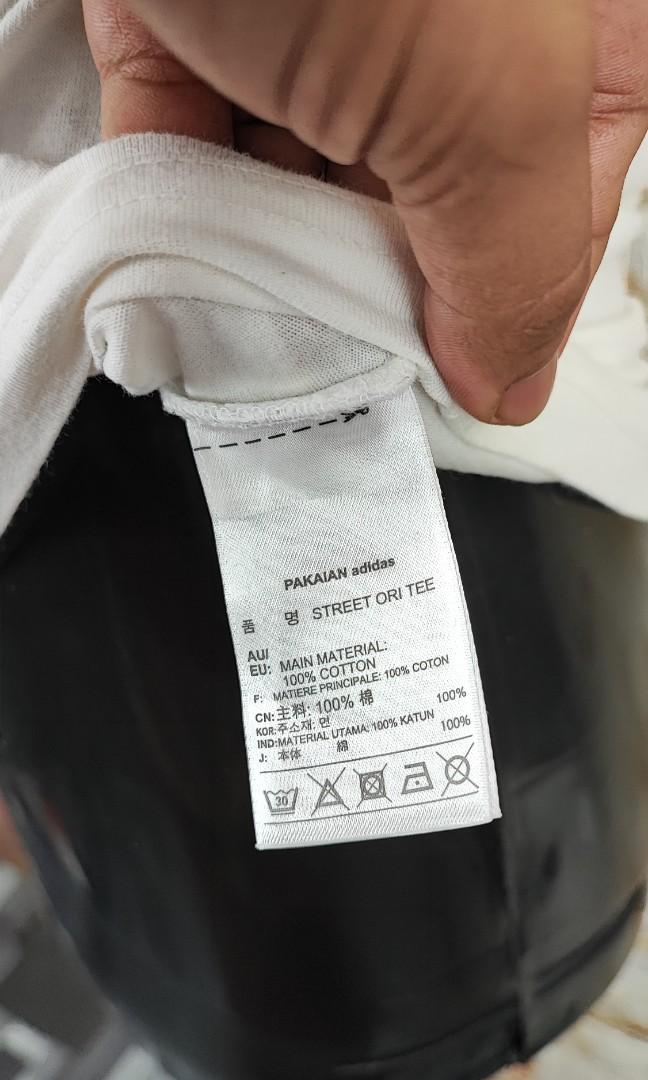 PAKAIAN adidas
품 명 STREET ORI TEE
AU/
EU: MAIN MATERIAL:
100% COTTON
F: MATIERE PRINCIPALE: 100% COTON
CN: 主料: 100% 棉
KOR: 주소재: 면 100%
IND: MATERIAL UTAMA: 100% KATUN
J: 本体 綿 100%
30